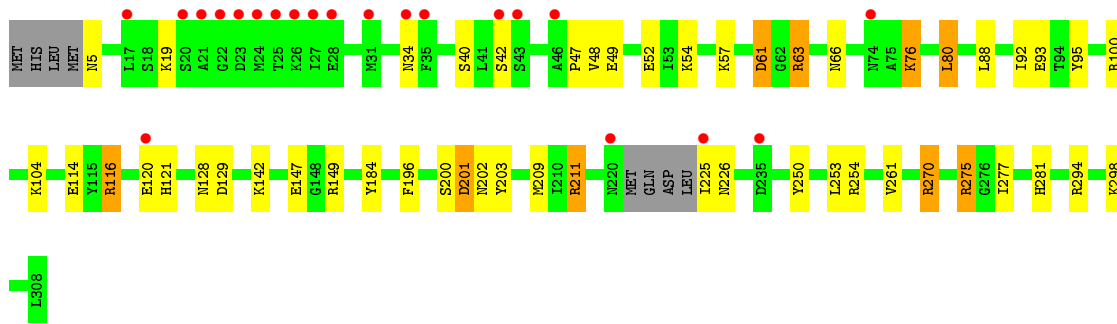 MET HIS LEU MET N5 L17 S18 K19 S20 A21 G22 D23 M24 T25 K26 I27 E28 M31 N34 F35 S40 L41 S42 S43 A46 P47 V48 E49 E52 I53 K54 K57 D61 G62 R63 N66 N74 A75 K76 L80 L88 I92 E93 T94 Y95 R100
K104 E114 Y115 R116 E120 H121 N128 D129 K142 E147 G148 R149 Y184 F196 S200 D201 N202 Y203 M209 I210 R211 N220 MET GLN ASP LEU I225 N226 D235 Y250 L253 R254 V261 R270 R275 G276 I277 H281 R294 K298
L308